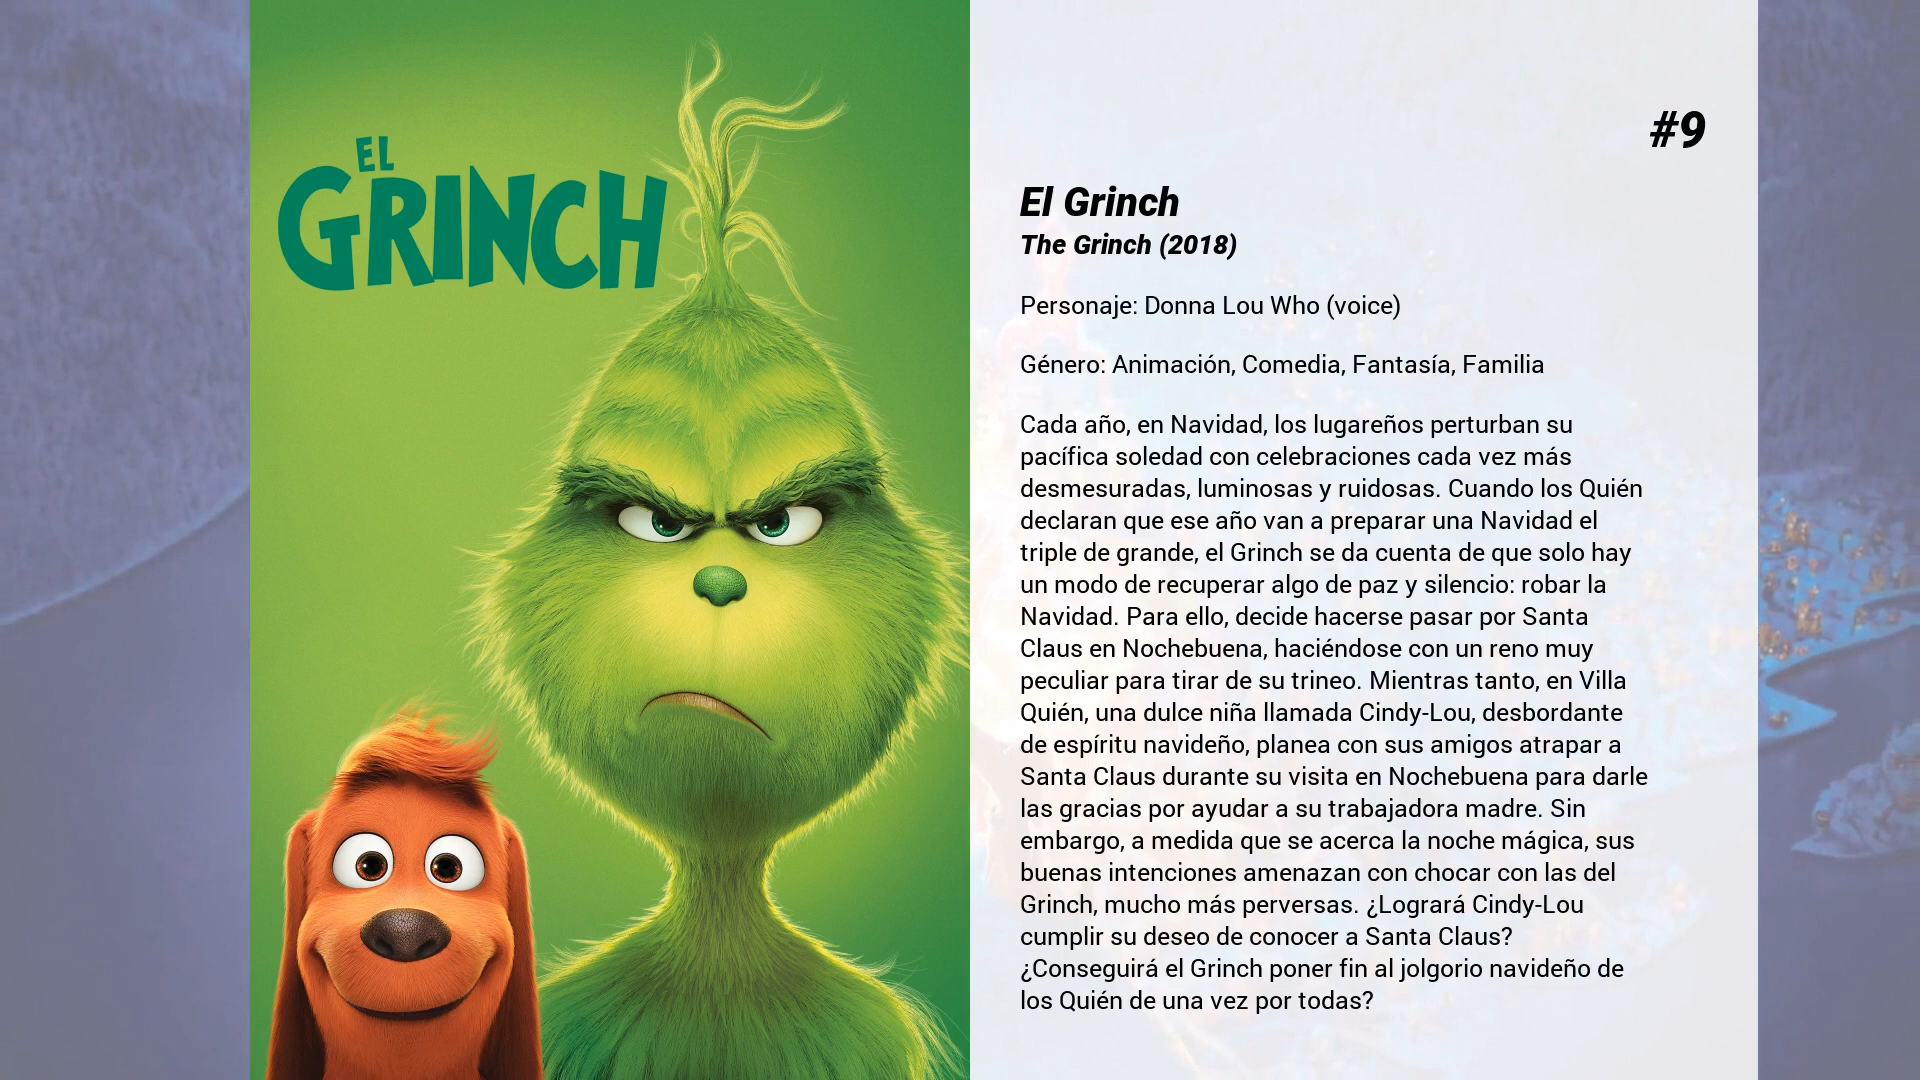 EL
GRINCH
#9
El Grinch
The Grinch (2018)
Personaje: Donna Lou Who (voice)
Género: Animación, Comedia, Fantasía, Familia
Cada año, en Navidad, los lugareños perturban su
pacífica soledad con celebraciones cada vez más
desmesuradas, luminosas y ruidosas. Cuando los Quién
declaran que ese año van a preparar una Navidad el
triple de grande, el Grinch se da cuenta de que solo hay
un modo de recuperar algo de paz y silencio: robar la
Navidad. Para ello, decide hacerse pasar por Santa
Claus en Nochebuena, haciéndose con un reno muy
peculiar para tirar de su trineo. Mientras tanto, en Villa
Quién, una dulce niña llamada Cindy-Lou, desbordante
de espíritu navideño, planea con sus amigos atrapar a
Santa Claus durante su visita en Nochebuena para darle
las gracias por ayudar a su trabajadora madre. Sin
embargo, a medida que se acerca la noche mágica, sus
buenas intenciones amenazan con chocar con las del
Grinch, mucho más perversas. ¿Logrará Cindy-Lou
cumplir su deseo de conocer a Santa Claus?
¿Conseguirá el Grinch poner fin al jolgorio navideño de
los Quién de una vez por todas?